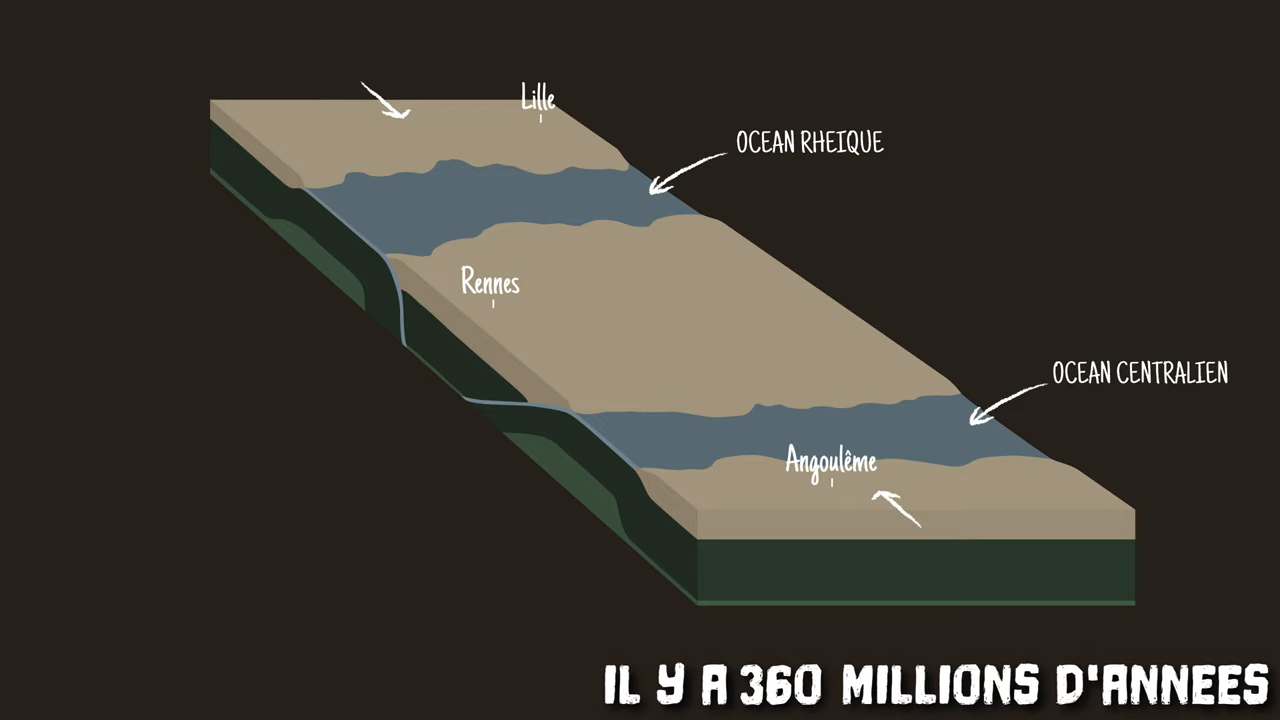 Lille
OCEAN RHEIQUE
Rennes
OCEAN CENTRALIEN
Angoulême
IL Y A 360 MILLIONS D'ANNEES